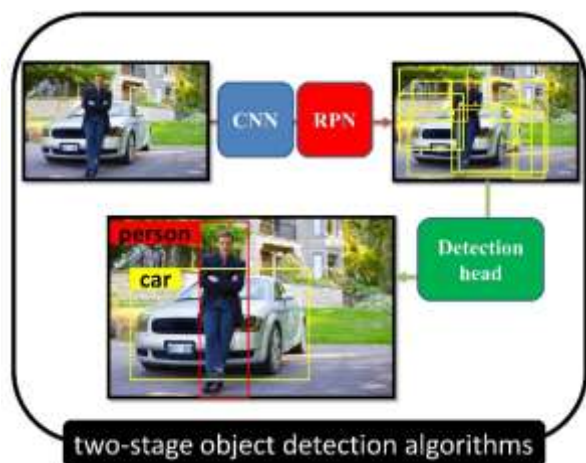 CNN
RPN
Detection
head
person
car
two-stage object detection algorithms